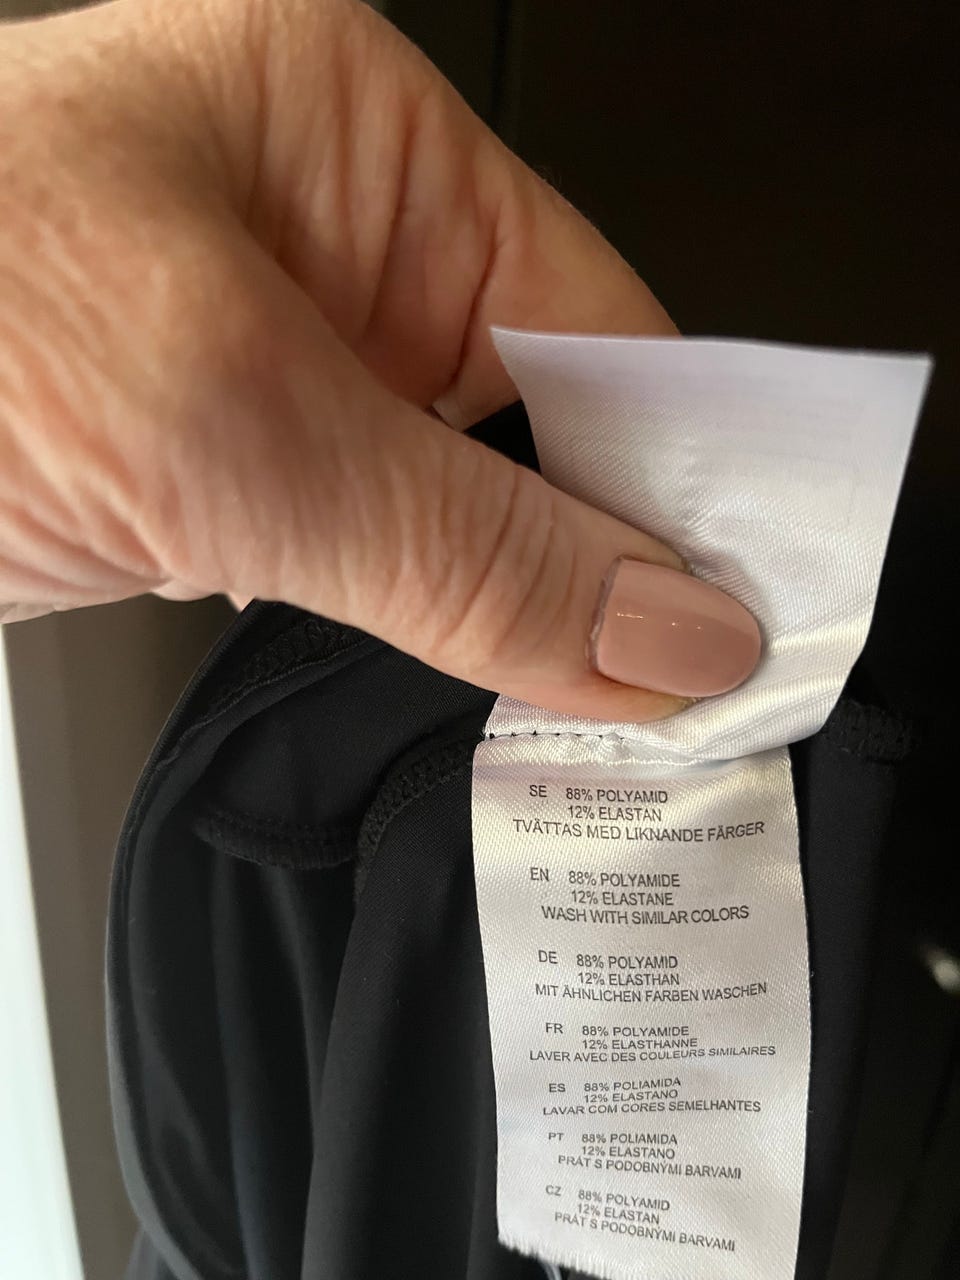 SE 88% POLYAMID
12% ELASTAN
TVÄTTAS MED LIKNANDE FÄRGER
EN 88% POLYAMIDE
12% ELASTANE
WASH WITH SIMILAR COLORS
DE 88% POLYAMID
12% ELASTHAN
MIT ÄHNLICHEN FARBEN WASCHEN
FR 88% POLYAMIDE
12% ELASTHANNE
LAVER AVEC DES COULEURS SIMILAIRES
ES 88% POLIAMIDA
12% ELASTANO
LAVAR COM CORES SEMELHANTES
PT 88% POLIAMIDA
12% ELASTANO
PRÁT S PODOBNÝMI BARVAMI
CZ 88% POLYAMID
12% ELASTAN
PRÁT S PODOBNÝMI BARVAMI